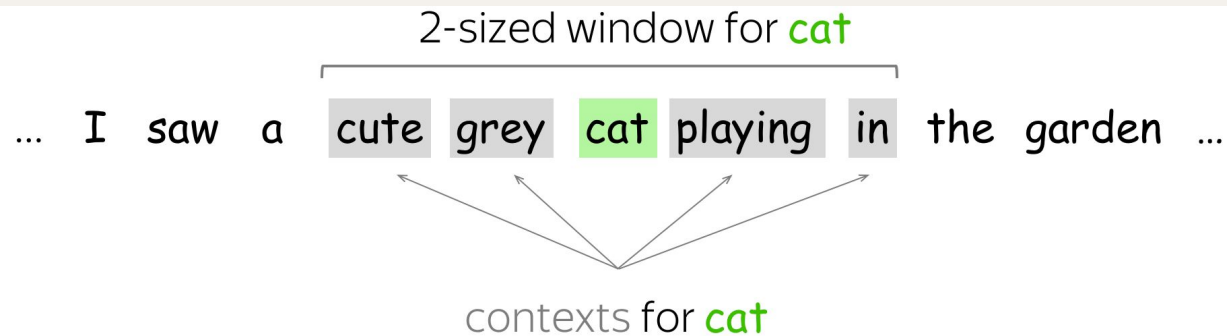 2-sized window for cat
... I saw a cute grey cat playing in the garden ...
contexts for cat